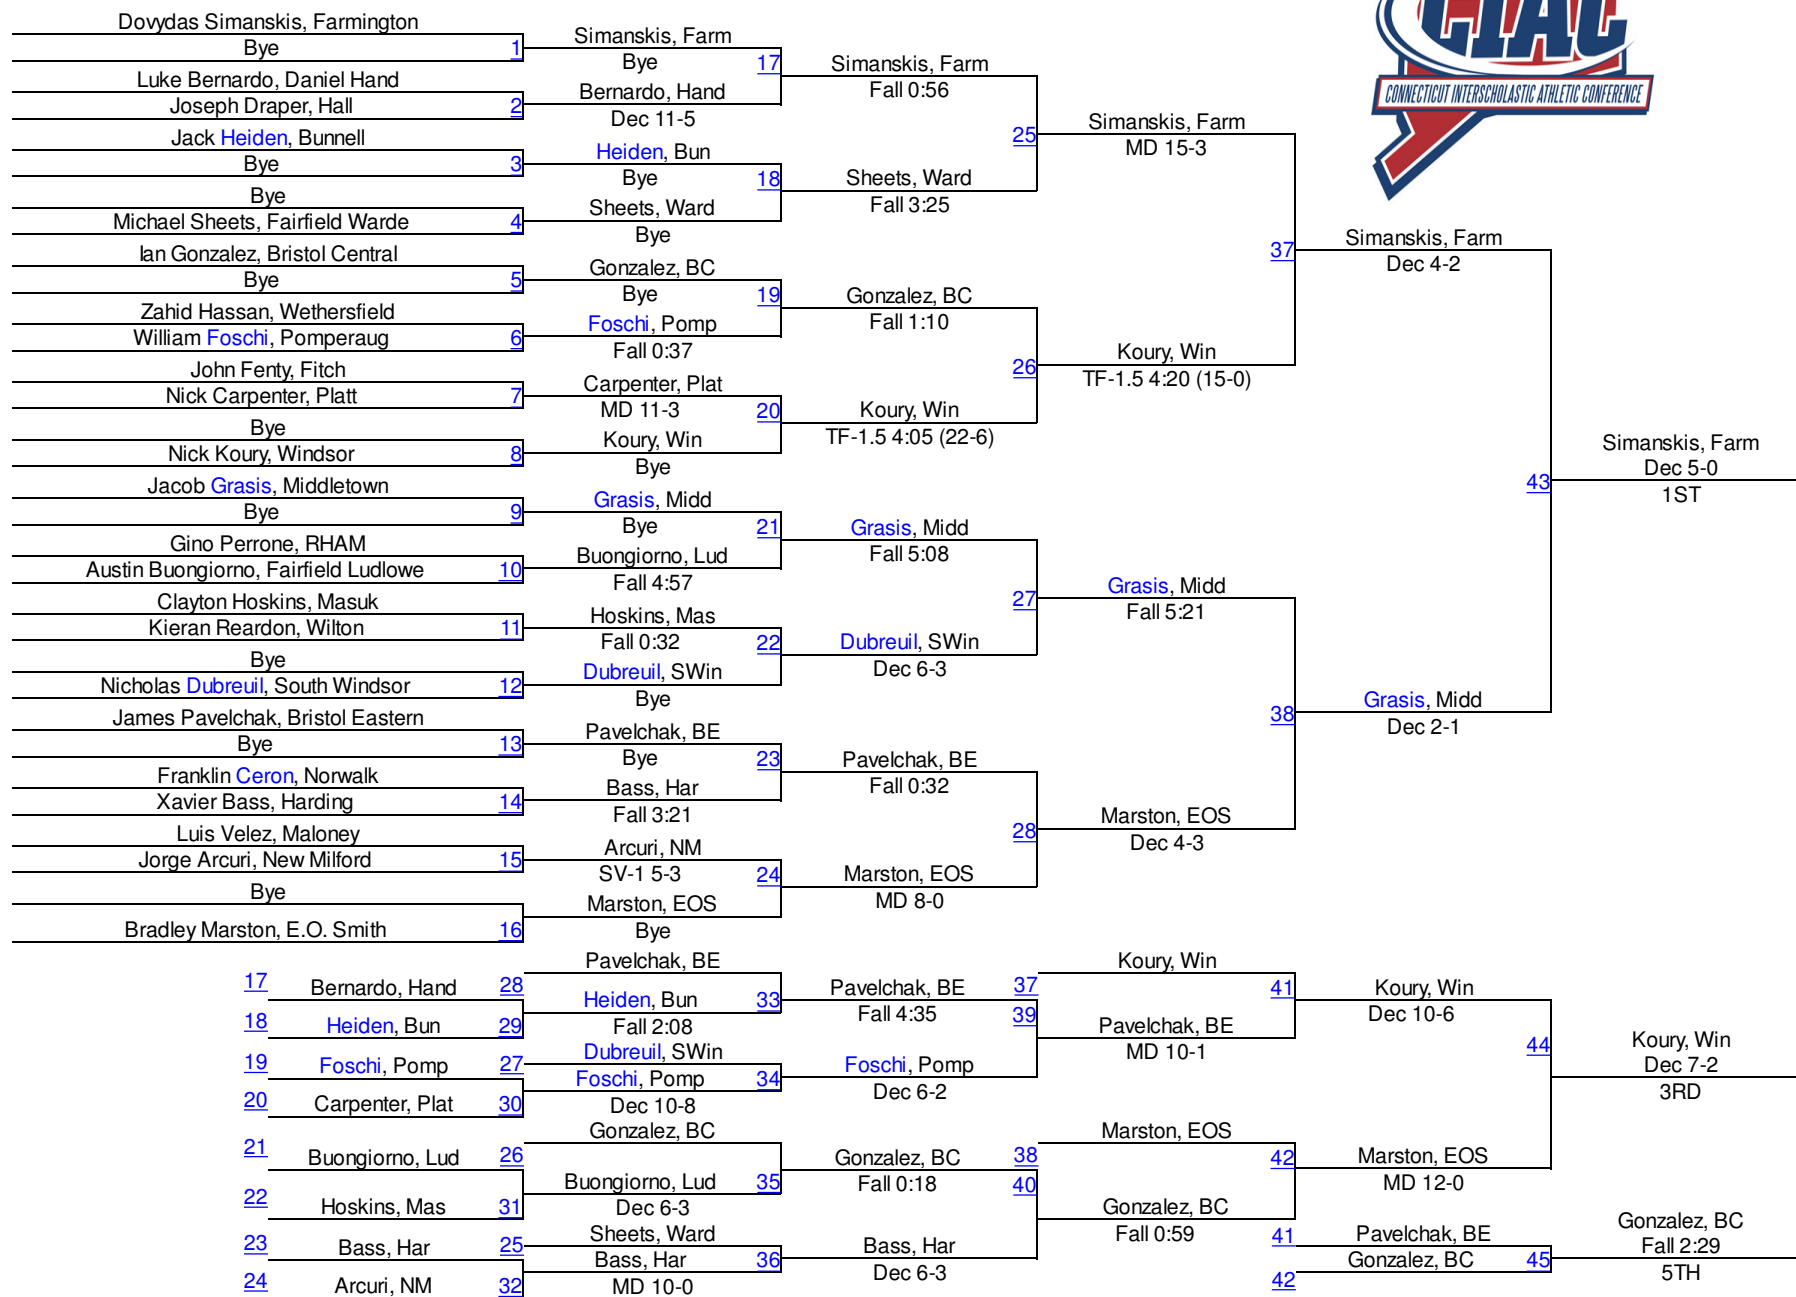 CIAC
CONNECTICUT INTERSCHOLASTIC ATHLETIC CONFERENCE
Dovydas Simanskis, Farmington
Bye
1
Luke Bernardo, Daniel Hand
Joseph Draper, Hall
2
Jack Heiden, Bunnell
Bye
3
Bye
Michael Sheets, Fairfield Warde
4
Ian Gonzalez, Bristol Central
Bye
5
Zahid Hassan, Wethersfield
William Foschi, Pomperaug
6
John Fenty, Fitch
Nick Carpenter, Platt
7
Bye
Nick Koury, Windsor
8
Jacob Grasis, Middletown
Bye
9
Gino Perrone, RHAM
Austin Buongiorno, Fairfield Ludlowe
10
Clayton Hoskins, Masuk
Kieran Reardon, Wilton
11
Bye
Nicholas Dubreuil, South Windsor
12
James Pavelchak, Bristol Eastern
Bye
13
Franklin Ceron, Norwalk
Xavier Bass, Harding
14
Luis Velez, Maloney
Jorge Arcuri, New Milford
15
Bye
Bradley Marston, E.O. Smith
16
Simanskis, Farm
Bye
17
Bernardo, Hand
Dec 11-5
Heiden, Bun
Bye
18
Sheets, Ward
Bye
Gonzalez, BC
Bye
19
Foschi, Pomp
Fall 0:37
Carpenter, Plat
MD 11-3
20
Koury, Win
Bye
Grasis, Midd
Bye
21
Buongiorno, Lud
Fall 4:57
Hoskins, Mas
Fall 0:32
22
Dubreuil, SWin
Bye
Pavelchak, BE
Bye
23
Bass, Har
Fall 3:21
Arcuri, NM
SV-1 5-3
24
Marston, EOS
Bye
Simanskis, Farm
Fall 0:56
25
Sheets, Ward
Fall 3:25
Gonzalez, BC
Fall 1:10
26
Koury, Win
TF-1.5 4:05 (22-6)
Grasis, Midd
Fall 5:08
27
Dubreuil, SWin
Dec 6-3
Pavelchak, BE
Fall 0:32
28
Marston, EOS
MD 8-0
Simanskis, Farm
MD 15-3
37
Koury, Win
TF-1.5 4:20 (15-0)
Grasis, Midd
Fall 5:21
38
Marston, EOS
Dec 4-3
Simanskis, Farm
Dec 4-2
43
Grasis, Midd
Dec 2-1
Simanskis, Farm
Dec 5-0
1ST
17
Bernardo, Hand
28
18
Heiden, Bun
29
19
Foschi, Pomp
27
20
Carpenter, Plat
30
21
Buongiorno, Lud
26
22
Hoskins, Mas
31
23
Bass, Har
25
24
Arcuri, NM
32
Pavelchak, BE
Heiden, Bun
33
Fall 2:08
Dubreuil, SWin
Foschi, Pomp
34
Dec 10-8
Gonzalez, BC
Buongiorno, Lud
35
Dec 6-3
Sheets, Ward
Bass, Har
36
MD 10-0
Pavelchak, BE
37
Fall 4:35
39
Foschi, Pomp
Dec 6-2
Gonzalez, BC
38
Fall 0:18
40
Bass, Har
Dec 6-3
Koury, Win
41
Pavelchak, BE
MD 10-1
Marston, EOS
42
Gonzalez, BC
Fall 0:59
Koury, Win
Dec 10-6
44
Marston, EOS
MD 12-0
Koury, Win
Dec 7-2
3RD
41
Pavelchak, BE
Gonzalez, BC
45
42
Gonzalez, BC
Fall 2:29
5TH